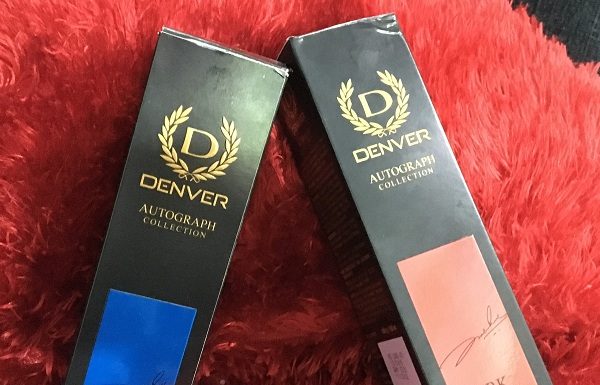 D
DENVER
AUTOGRAPH
COLLECTION
D
DENVER
AUTOGRAPH
COLLECTION